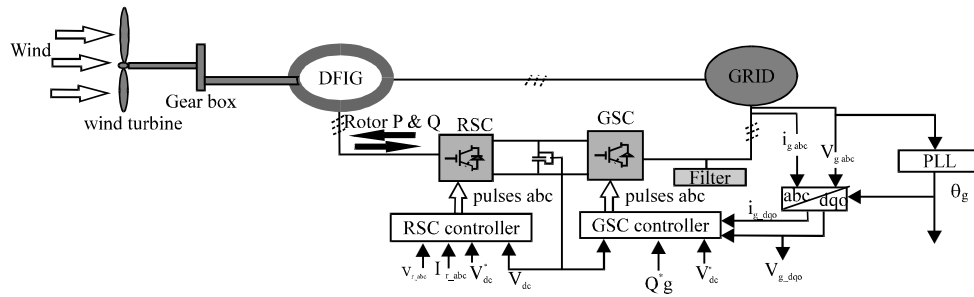 Wind
wind turbine
Gear box
DFIG
GRID
Rotor P & Q
RSC
GSC
Filter
i_g abc
V_g abc
PLL
θ_g
abc
dqo
pulses abc
pulses abc
i_g_dqo
RSC controller
GSC controller
V_r_abc
I_r_abc
V*_dc
V_dc
Q*g
V*_dc
V_g_dqo